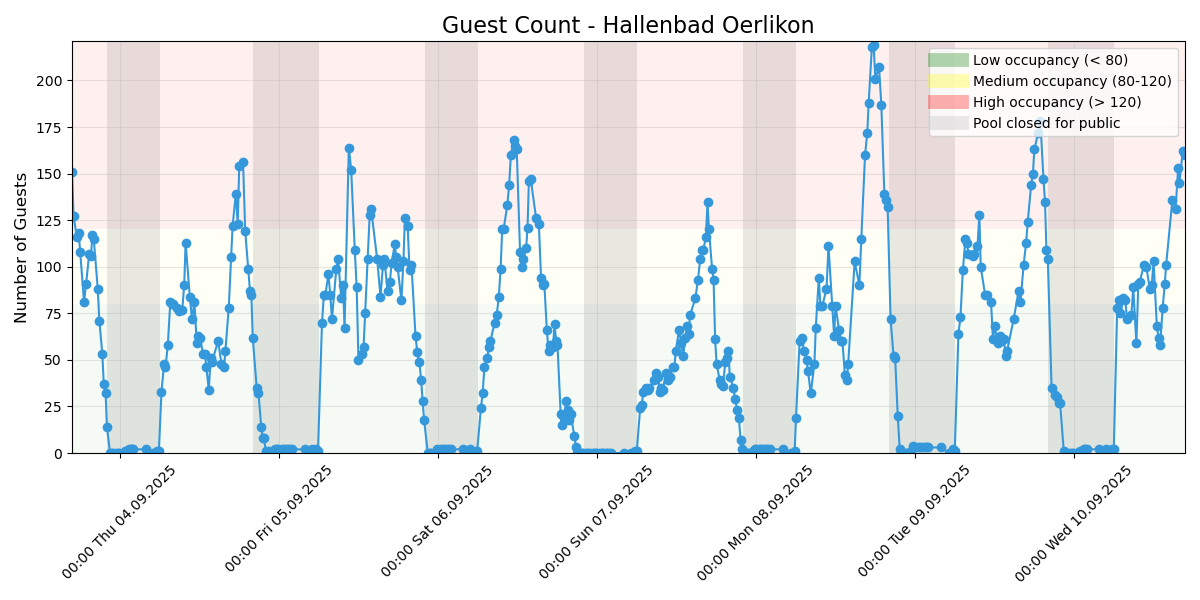 Guest Count - Hallenbad Oerlikon
Number of Guests
200
175
150
125
100
75
50
25
0
Low occupancy (< 80)
Medium occupancy (80-120)
High occupancy (> 120)
Pool closed for public
00:00 Thu 04.09.2025
00:00 Fri 05.09.2025
00:00 Sat 06.09.2025
00:00 Sun 07.09.2025
00:00 Mon 08.09.2025
00:00 Tue 09.09.2025
00:00 Wed 10.09.2025